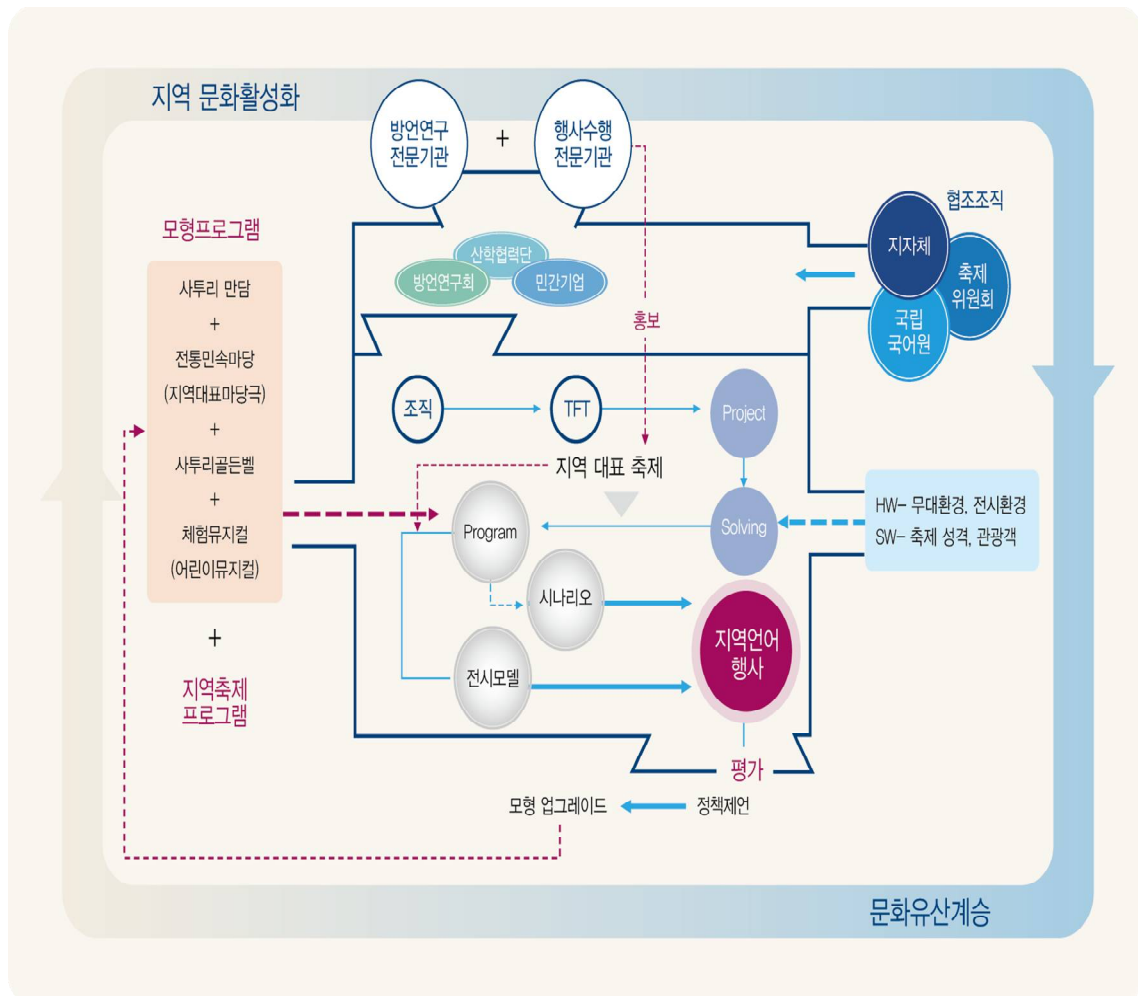 지역 문화활성화
방언연구
전문기관
+
행사수행
전문기관
협조조직
지자체
축제
위원회
국립
국어원
산학협력단
방언연구회
민간기업
홍보
모형프로그램
사투리 만담
+
전통민속마당
(지역대표마당극)
+
사투리골든벨
+
체험뮤지컬
(어린이뮤지컬)
+
지역축제
프로그램
조직
TFT
Project
지역 대표 축제
Program
Solving
HW- 무대환경, 전시환경
SW- 축제 성격, 관광객
시나리오
전시모델
지역언어
행사
평가
모형 업그레이드
정책제언
문화유산계승